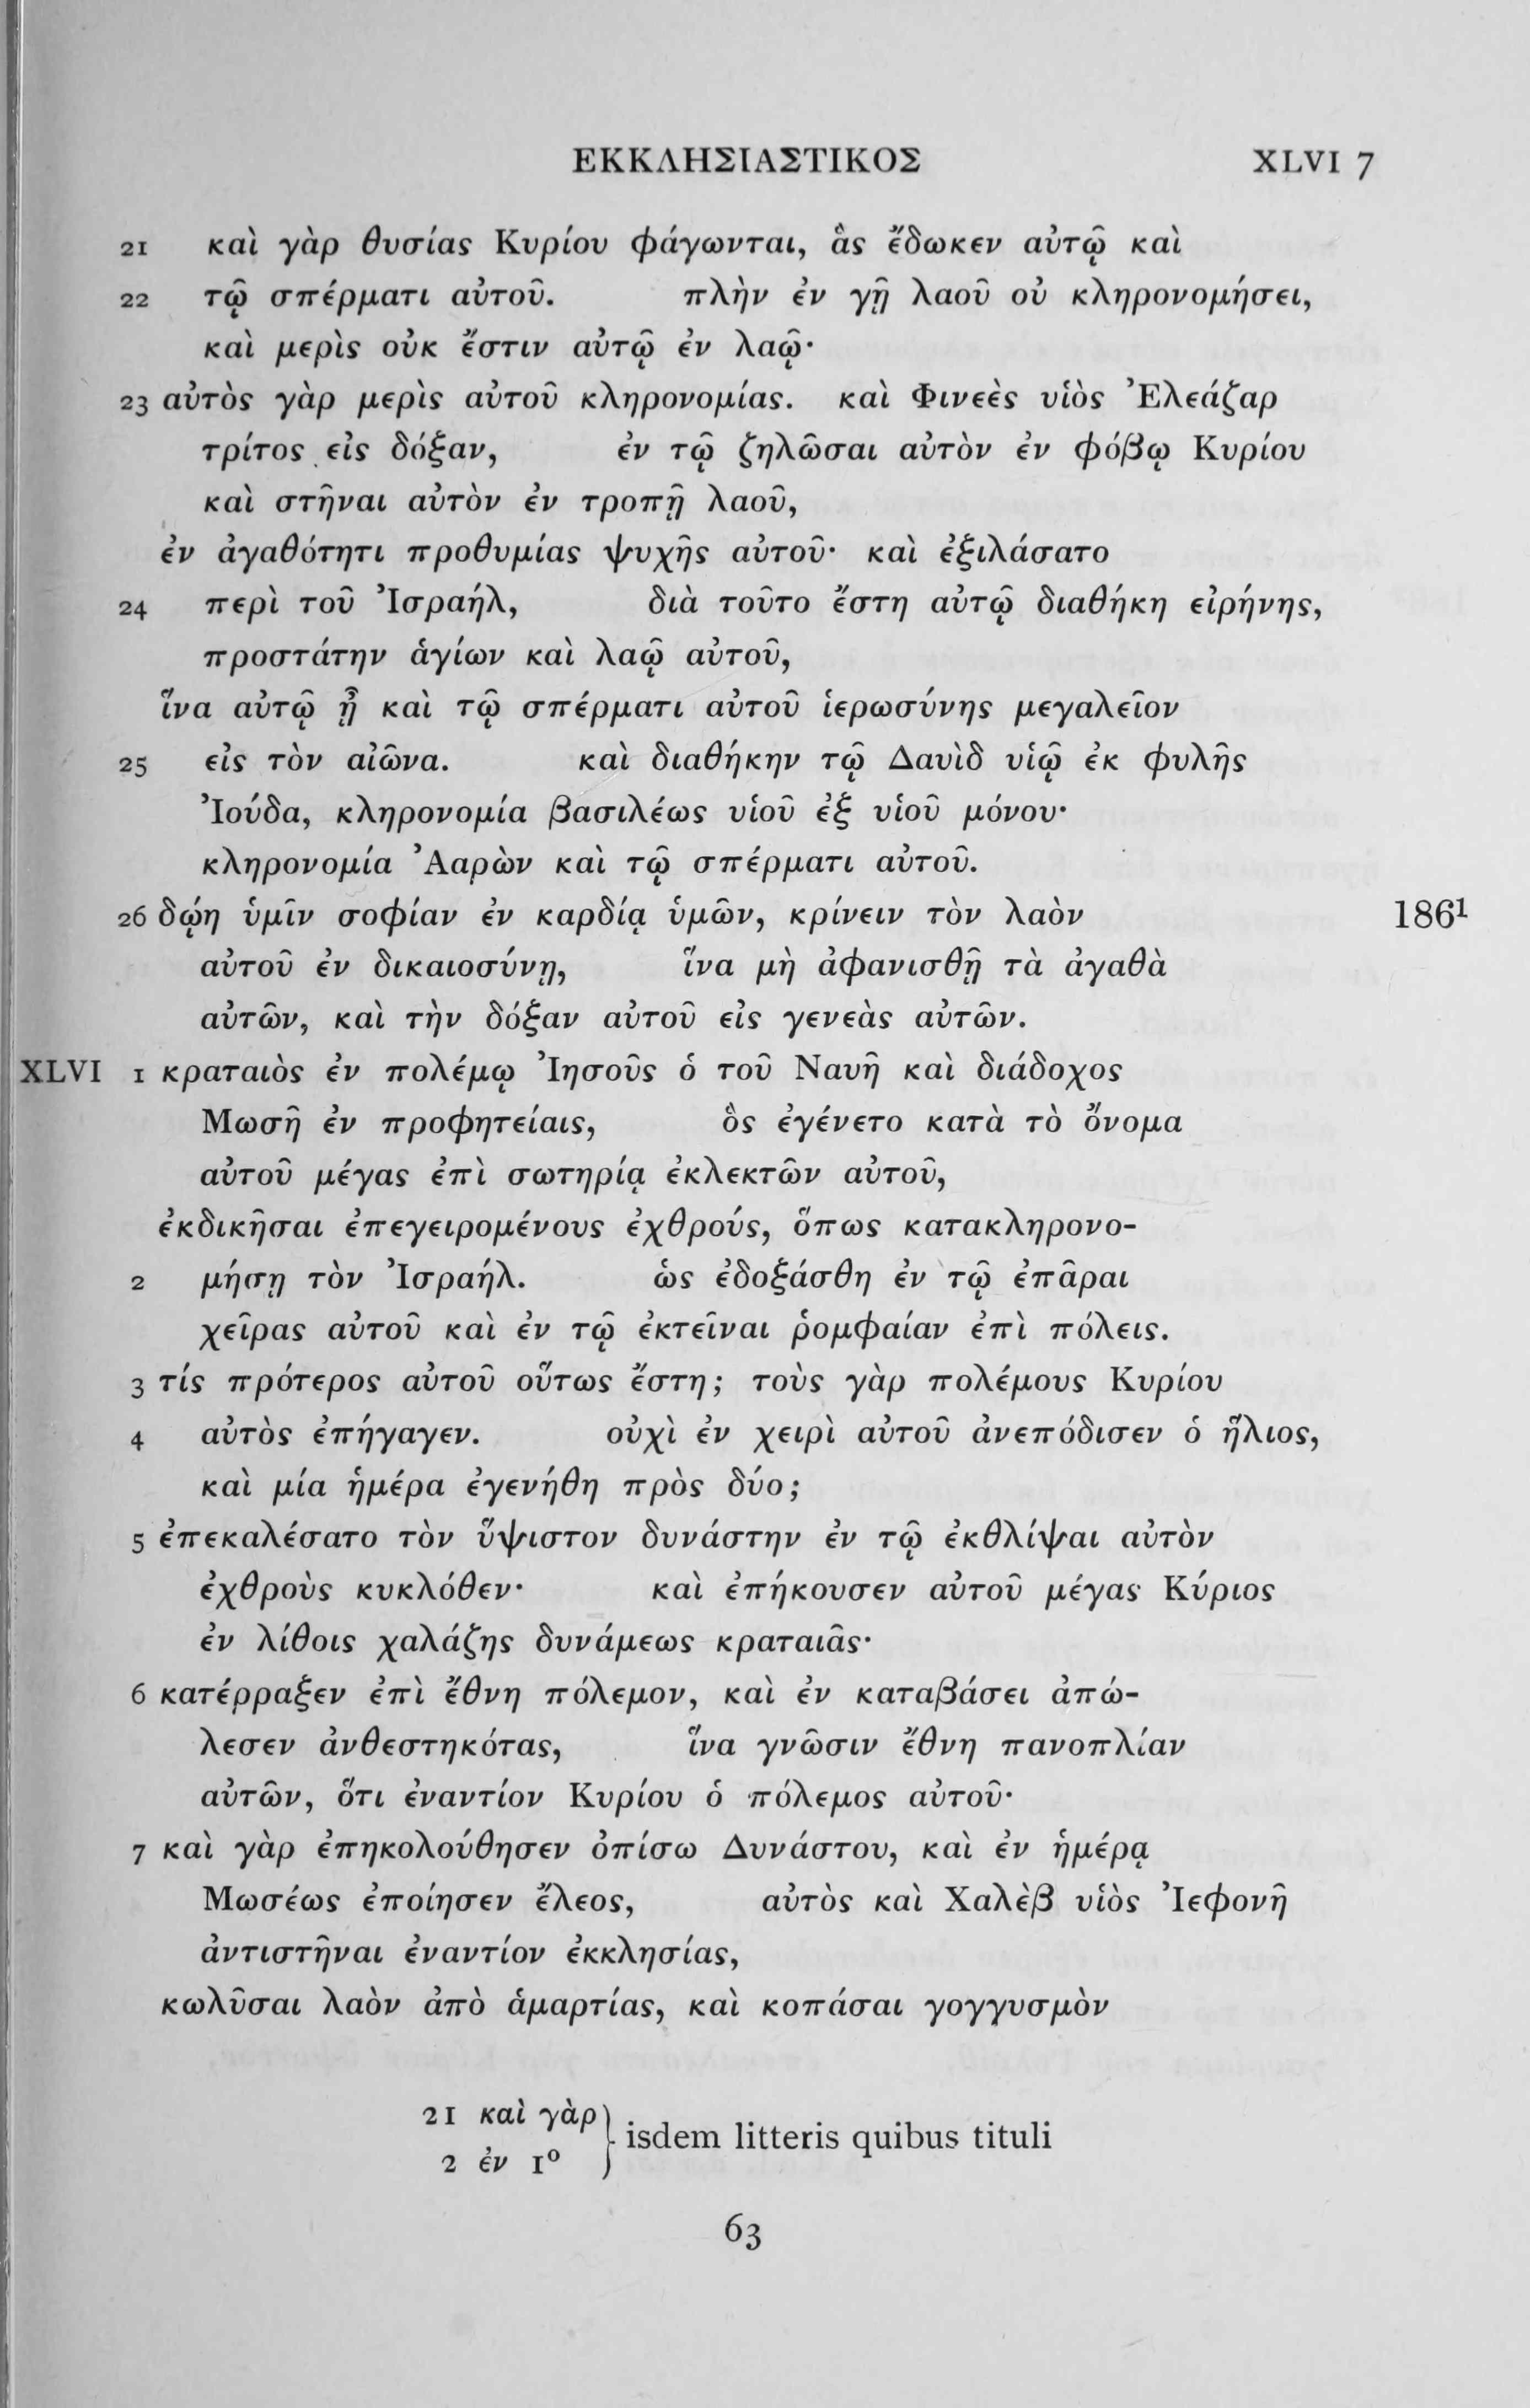 ΕΚΚΛΗΣΙΑΣΤΙΚΟΣ XLVI 7
21 καὶ γὰρ θυσίας Κυρίου φάγωνται, ἃς ἔδωκεν αὐτῷ καὶ
22 τῷ σπέρματι αὐτοῦ. πλὴν ἐν γῇ λαοῦ οὐ κληρονομήσει,
καὶ μερὶς οὐκ ἔστιν αὐτῷ ἐν λαῷ·
23 αὐτὸς γὰρ μερὶς αὐτοῦ κληρονομίας. καὶ Φινεὲς υἱὸς Ἐλεάζαρ
τρίτος εἰς δόξαν, ἐν τῷ ζηλῶσαι αὐτὸν ἐν φόβῳ Κυρίου
καὶ στῆναι αὐτὸν ἐν τροπῇ λαοῦ,
ἐν ἀγαθότητι προθυμίας ψυχῆς αὐτοῦ· καὶ ἐξιλάσατο
24 περὶ τοῦ Ἰσραήλ, διὰ τοῦτο ἔστη αὐτῷ διαθήκη εἰρήνης,
προστάτην ἁγίων καὶ λαῷ αὐτοῦ,
ἵνα αὐτῷ ᾖ καὶ τῷ σπέρματι αὐτοῦ ἱερωσύνης μεγαλεῖον
25 εἰς τὸν αἰῶνα. καὶ διαθήκην τῷ Δαυὶδ υἱῷ ἐκ φυλῆς
Ἰούδα, κληρονομία βασιλέως υἱοῦ ἐξ υἱοῦ μόνου·
κληρονομία Ἀαρὼν καὶ τῷ σπέρματι αὐτοῦ.
26 δῴη ὑμῖν σοφίαν ἐν καρδίᾳ ὑμῶν, κρίνειν τὸν λαὸν 186¹
αὐτοῦ ἐν δικαιοσύνῃ, ἵνα μὴ ἀφανισθῇ τὰ ἀγαθὰ
αὐτῶν, καὶ τὴν δόξαν αὐτοῦ εἰς γενεὰς αὐτῶν.
XLVI 1 κραταιὸς ἐν πολέμῳ Ἰησοῦς ὁ τοῦ Ναυῆ καὶ διάδοχος
Μωσῆ ἐν προφητείαις, ὃς ἐγένετο κατὰ τὸ ὄνομα
αὐτοῦ μέγας ἐπὶ σωτηρίᾳ ἐκλεκτῶν αὐτοῦ,
ἐκδικῆσαι ἐπεγειρομένους ἐχθρούς, ὅπως κατακληρονο-
2 μήσῃ τὸν Ἰσραήλ. ὡς ἐδοξάσθη ἐν τῷ ἐπᾶραι
χεῖρας αὐτοῦ καὶ ἐν τῷ ἐκτεῖναι ῥομφαίαν ἐπὶ πόλεις.
3 τίς πρότερος αὐτοῦ οὕτως ἔστη; τοὺς γὰρ πολέμους Κυρίου
4 αὐτὸς ἐπήγαγεν. οὐχὶ ἐν χειρὶ αὐτοῦ ἀνεπόδισεν ὁ ἥλιος,
καὶ μία ἡμέρα ἐγενήθη πρὸς δύο;
5 ἐπεκαλέσατο τὸν ὕψιστον δυνάστην ἐν τῷ ἐκθλίψαι αὐτὸν
ἐχθροὺς κυκλόθεν· καὶ ἐπήκουσεν αὐτοῦ μέγας Κύριος
ἐν λίθοις χαλάζης δυνάμεως κραταιᾶς·
6 κατέρραξεν ἐπὶ ἔθνη πόλεμον, καὶ ἐν καταβάσει ἀπώ-
λεσεν ἀνθεστηκότας, ἵνα γνῶσιν ἔθνη πανοπλίαν
αὐτῶν, ὅτι ἐναντίον Κυρίου ὁ πόλεμος αὐτοῦ·
7 καὶ γὰρ ἐπηκολούθησεν ὀπίσω Δυνάστου, καὶ ἐν ἡμέρᾳ
Μωσέως ἐποίησεν ἔλεος, αὐτὸς καὶ Χαλὲβ υἱὸς Ἰεφονῆ
ἀντιστῆναι ἐναντίον ἐκκλησίας,
κωλῦσαι λαὸν ἀπὸ ἁμαρτίας, καὶ κοπάσαι γογγυσμὸν
21 καὶ γὰρ } isdem litteris quibus tituli
2 ἐν 1º
63